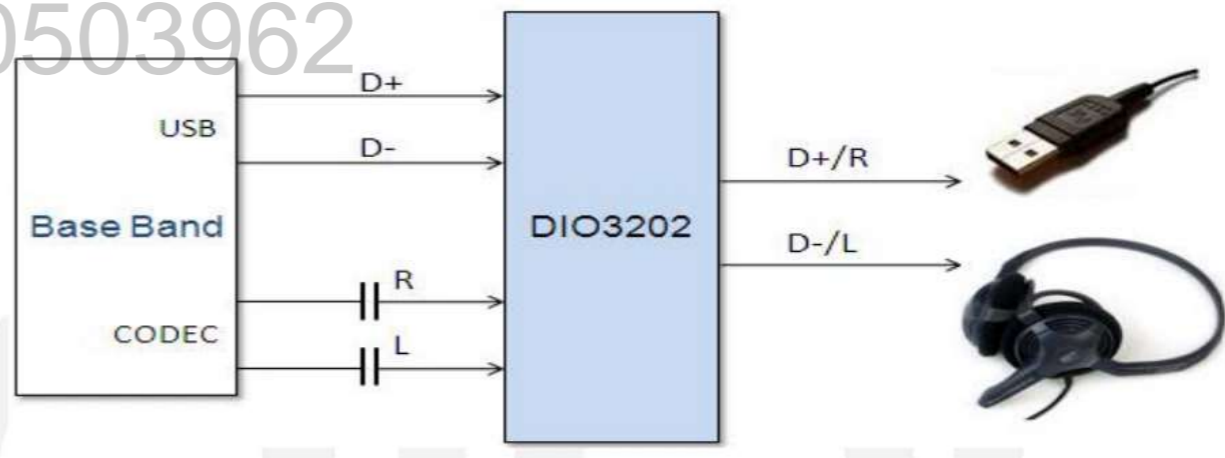 0503962
D+
USB
D-
D+/R
Base Band
DIO3202
D-/L
R
CODEC
L